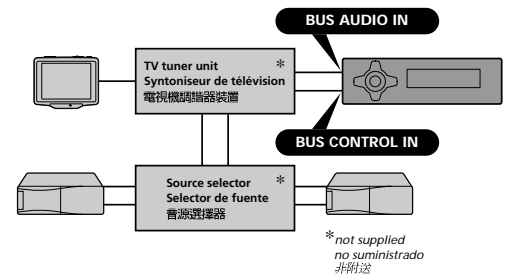 BUS AUDIO IN
TV tuner unit *
Syntoniseur de télévision
電視機調諧器裝置
BUS CONTROL IN
Source selector *
Selector de fuente
音源選擇器
*not supplied
no suministrado
非附送